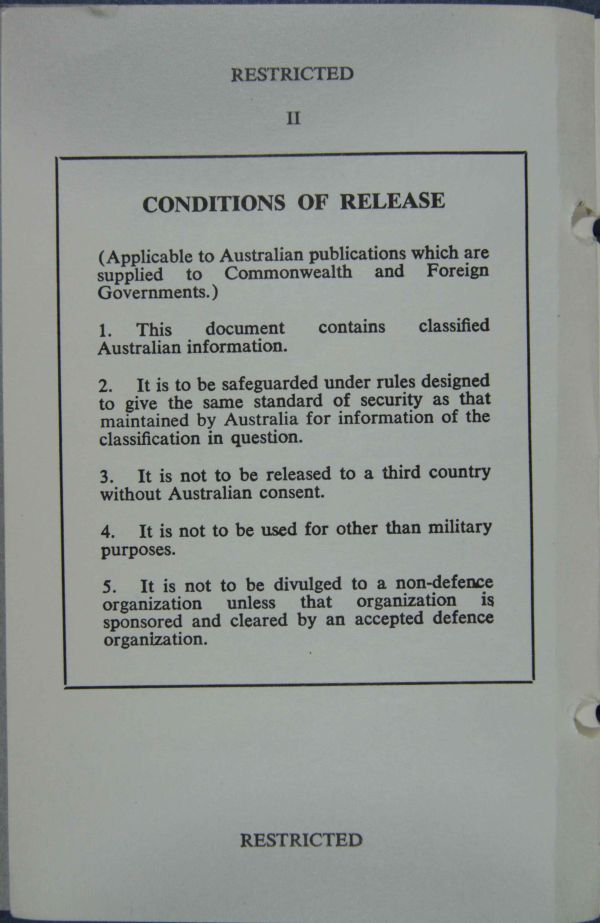 RESTRICTED
II
CONDITIONS OF RELEASE
(Applicable to Australian publications which are
supplied to Commonwealth and Foreign
Governments.)
1. This document contains classified
Australian information.
2. It is to be safeguarded under rules designed
to give the same standard of security as that
maintained by Australia for information of the
classification in question.
3. It is not to be released to a third country
without Australian consent.
4. It is not to be used for other than military
purposes.
5. It is not to be divulged to a non-defence
organization unless that organization is
sponsored and cleared by an accepted defence
organization.
RESTRICTED